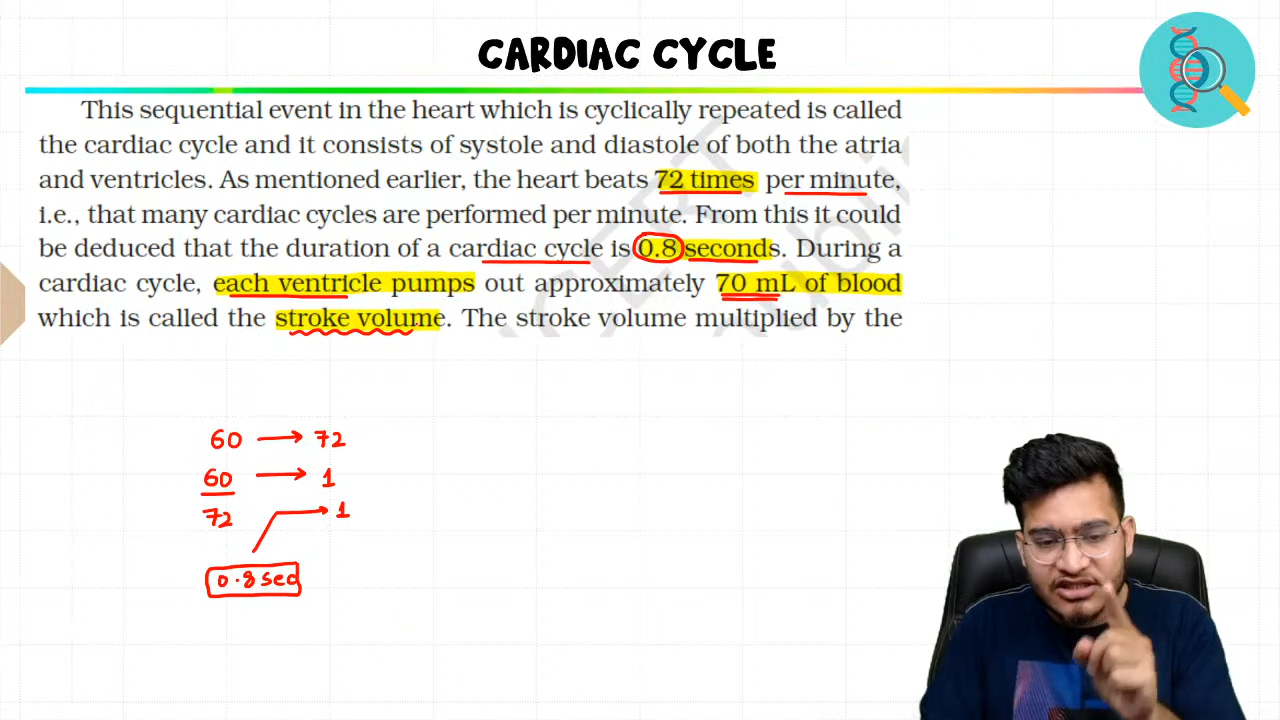 CARDIAC CYCLE
This sequential event in the heart which is cyclically repeated is called
the cardiac cycle and it consists of systole and diastole of both the atria
and ventricles. As mentioned earlier, the heart beats 72 times per minute,
i.e., that many cardiac cycles are performed per minute. From this it could
be deduced that the duration of a cardiac cycle is 0.8 seconds. During a
cardiac cycle, each ventricle pumps out approximately 70 mL of blood
which is called the stroke volume. The stroke volume multiplied by the
60 → 72
60 → 1
72 → 1
0.8 sec